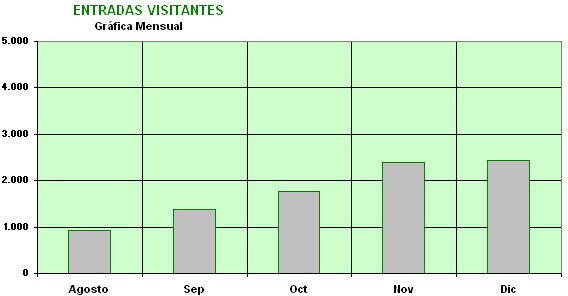 ENTRADAS VISITANTES
Gráfica Mensual
5.000
4.000
3.000
2.000
1.000
0
Agosto Sep Oct Nov Dic